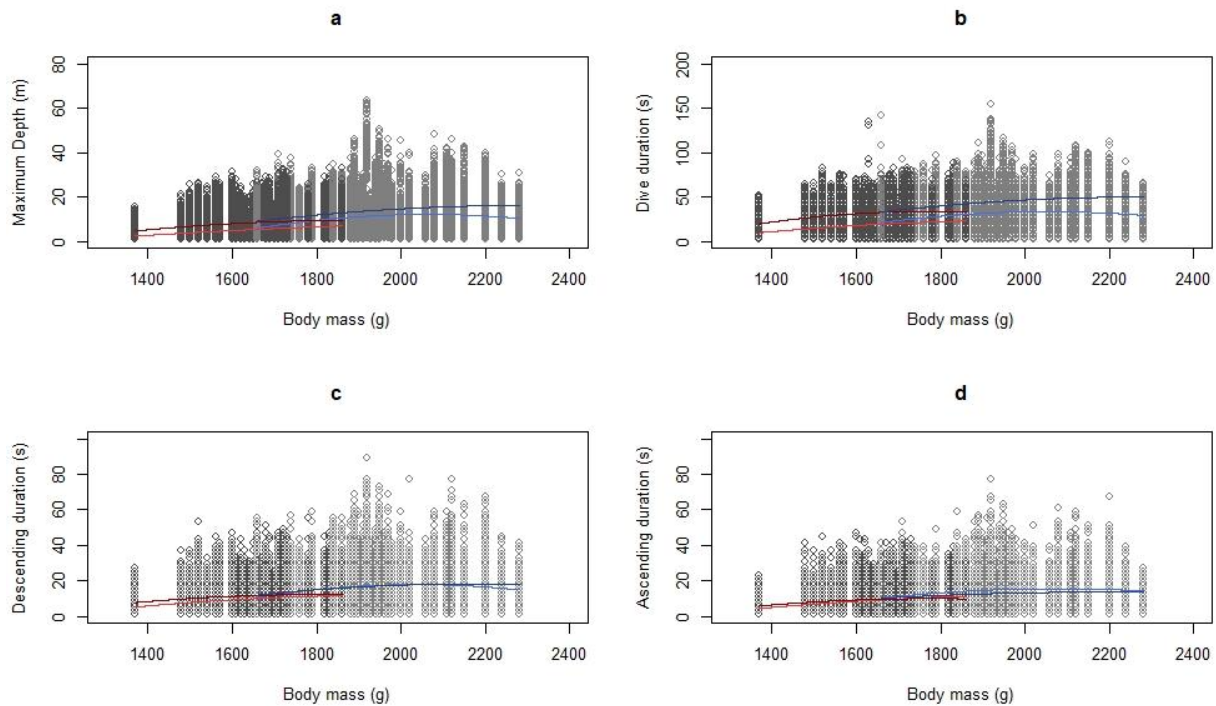 a
Maximum Depth (m)
0 20 40 60 80
1400 1600 1800 2000 2200 2400
Body mass (g)
b
Dive duration (s)
0 50 100 150 200
1400 1600 1800 2000 2200 2400
Body mass (g)
c
Descending duration (s)
0 20 40 60 80
1400 1600 1800 2000 2200 2400
Body mass (g)
d
Ascending duration (s)
0 20 40 60 80
1400 1600 1800 2000 2200 2400
Body mass (g)